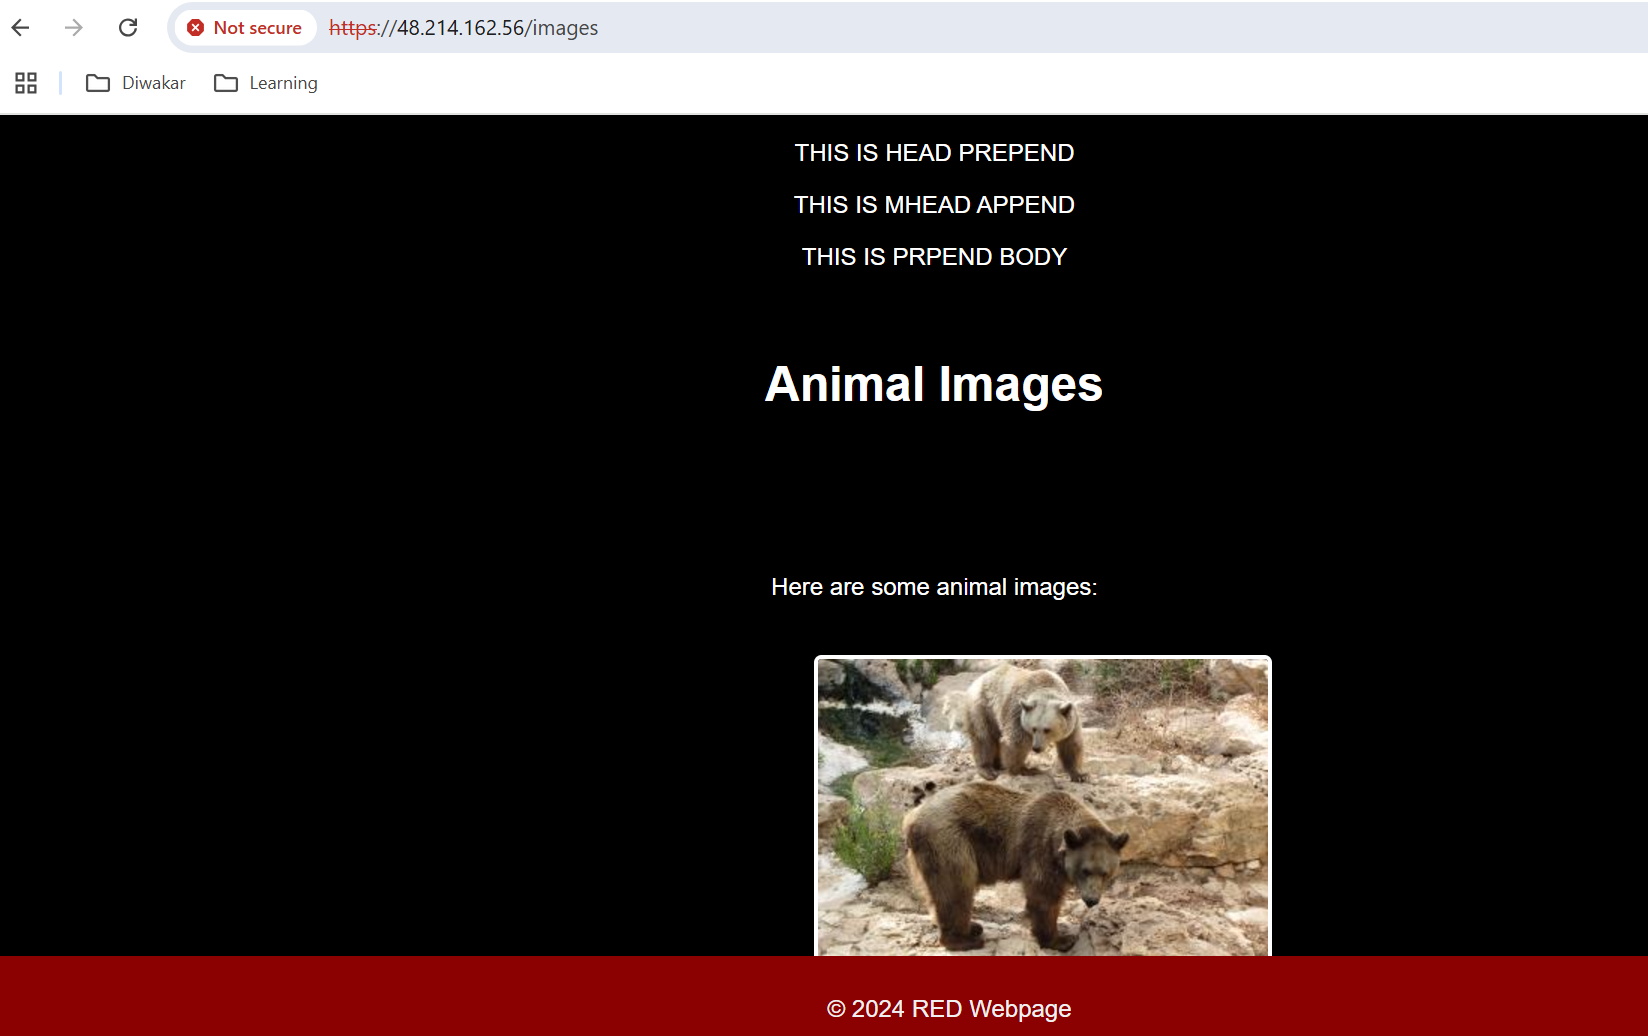 Not secure https://48.214.162.56/images
Diwakar Learning
THIS IS HEAD PREPEND
THIS IS MHEAD APPEND
THIS IS PRPEND BODY
Animal Images
Here are some animal images:
© 2024 RED Webpage